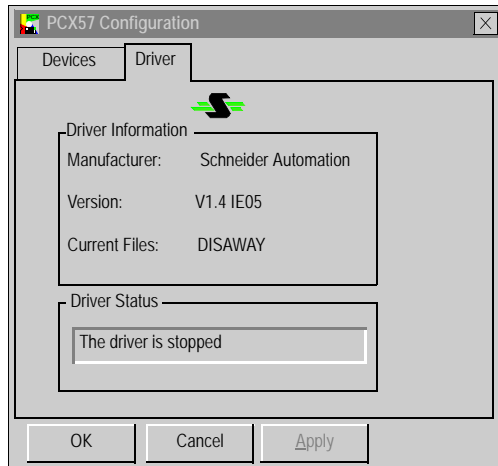 PCX57 Configuration
Devices
Driver
Driver Information
Manufacturer: Schneider Automation
Version: V1.4 IE05
Current Files: DISAWAY
Driver Status
The driver is stopped
OK
Cancel
Apply